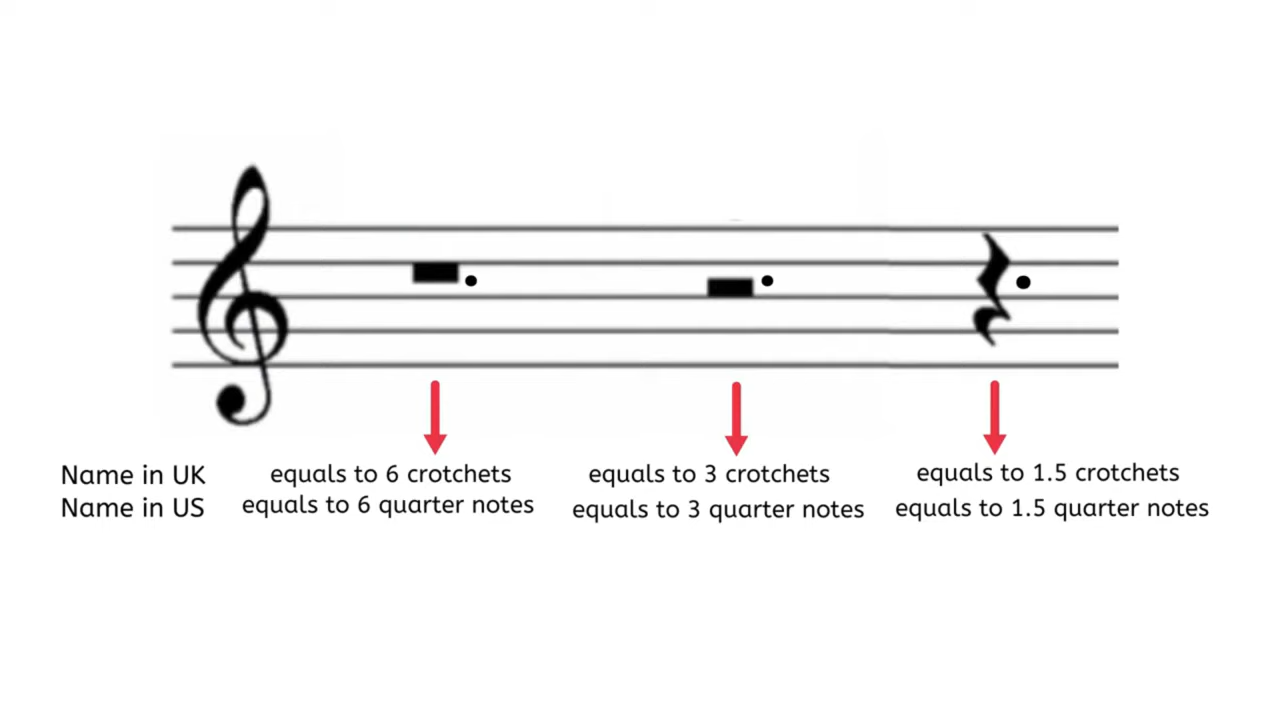 Name in UK equals to 6 crotchets equals to 3 crotchets equals to 1.5 crotchets
Name in US equals to 6 quarter notes equals to 3 quarter notes equals to 1.5 quarter notes